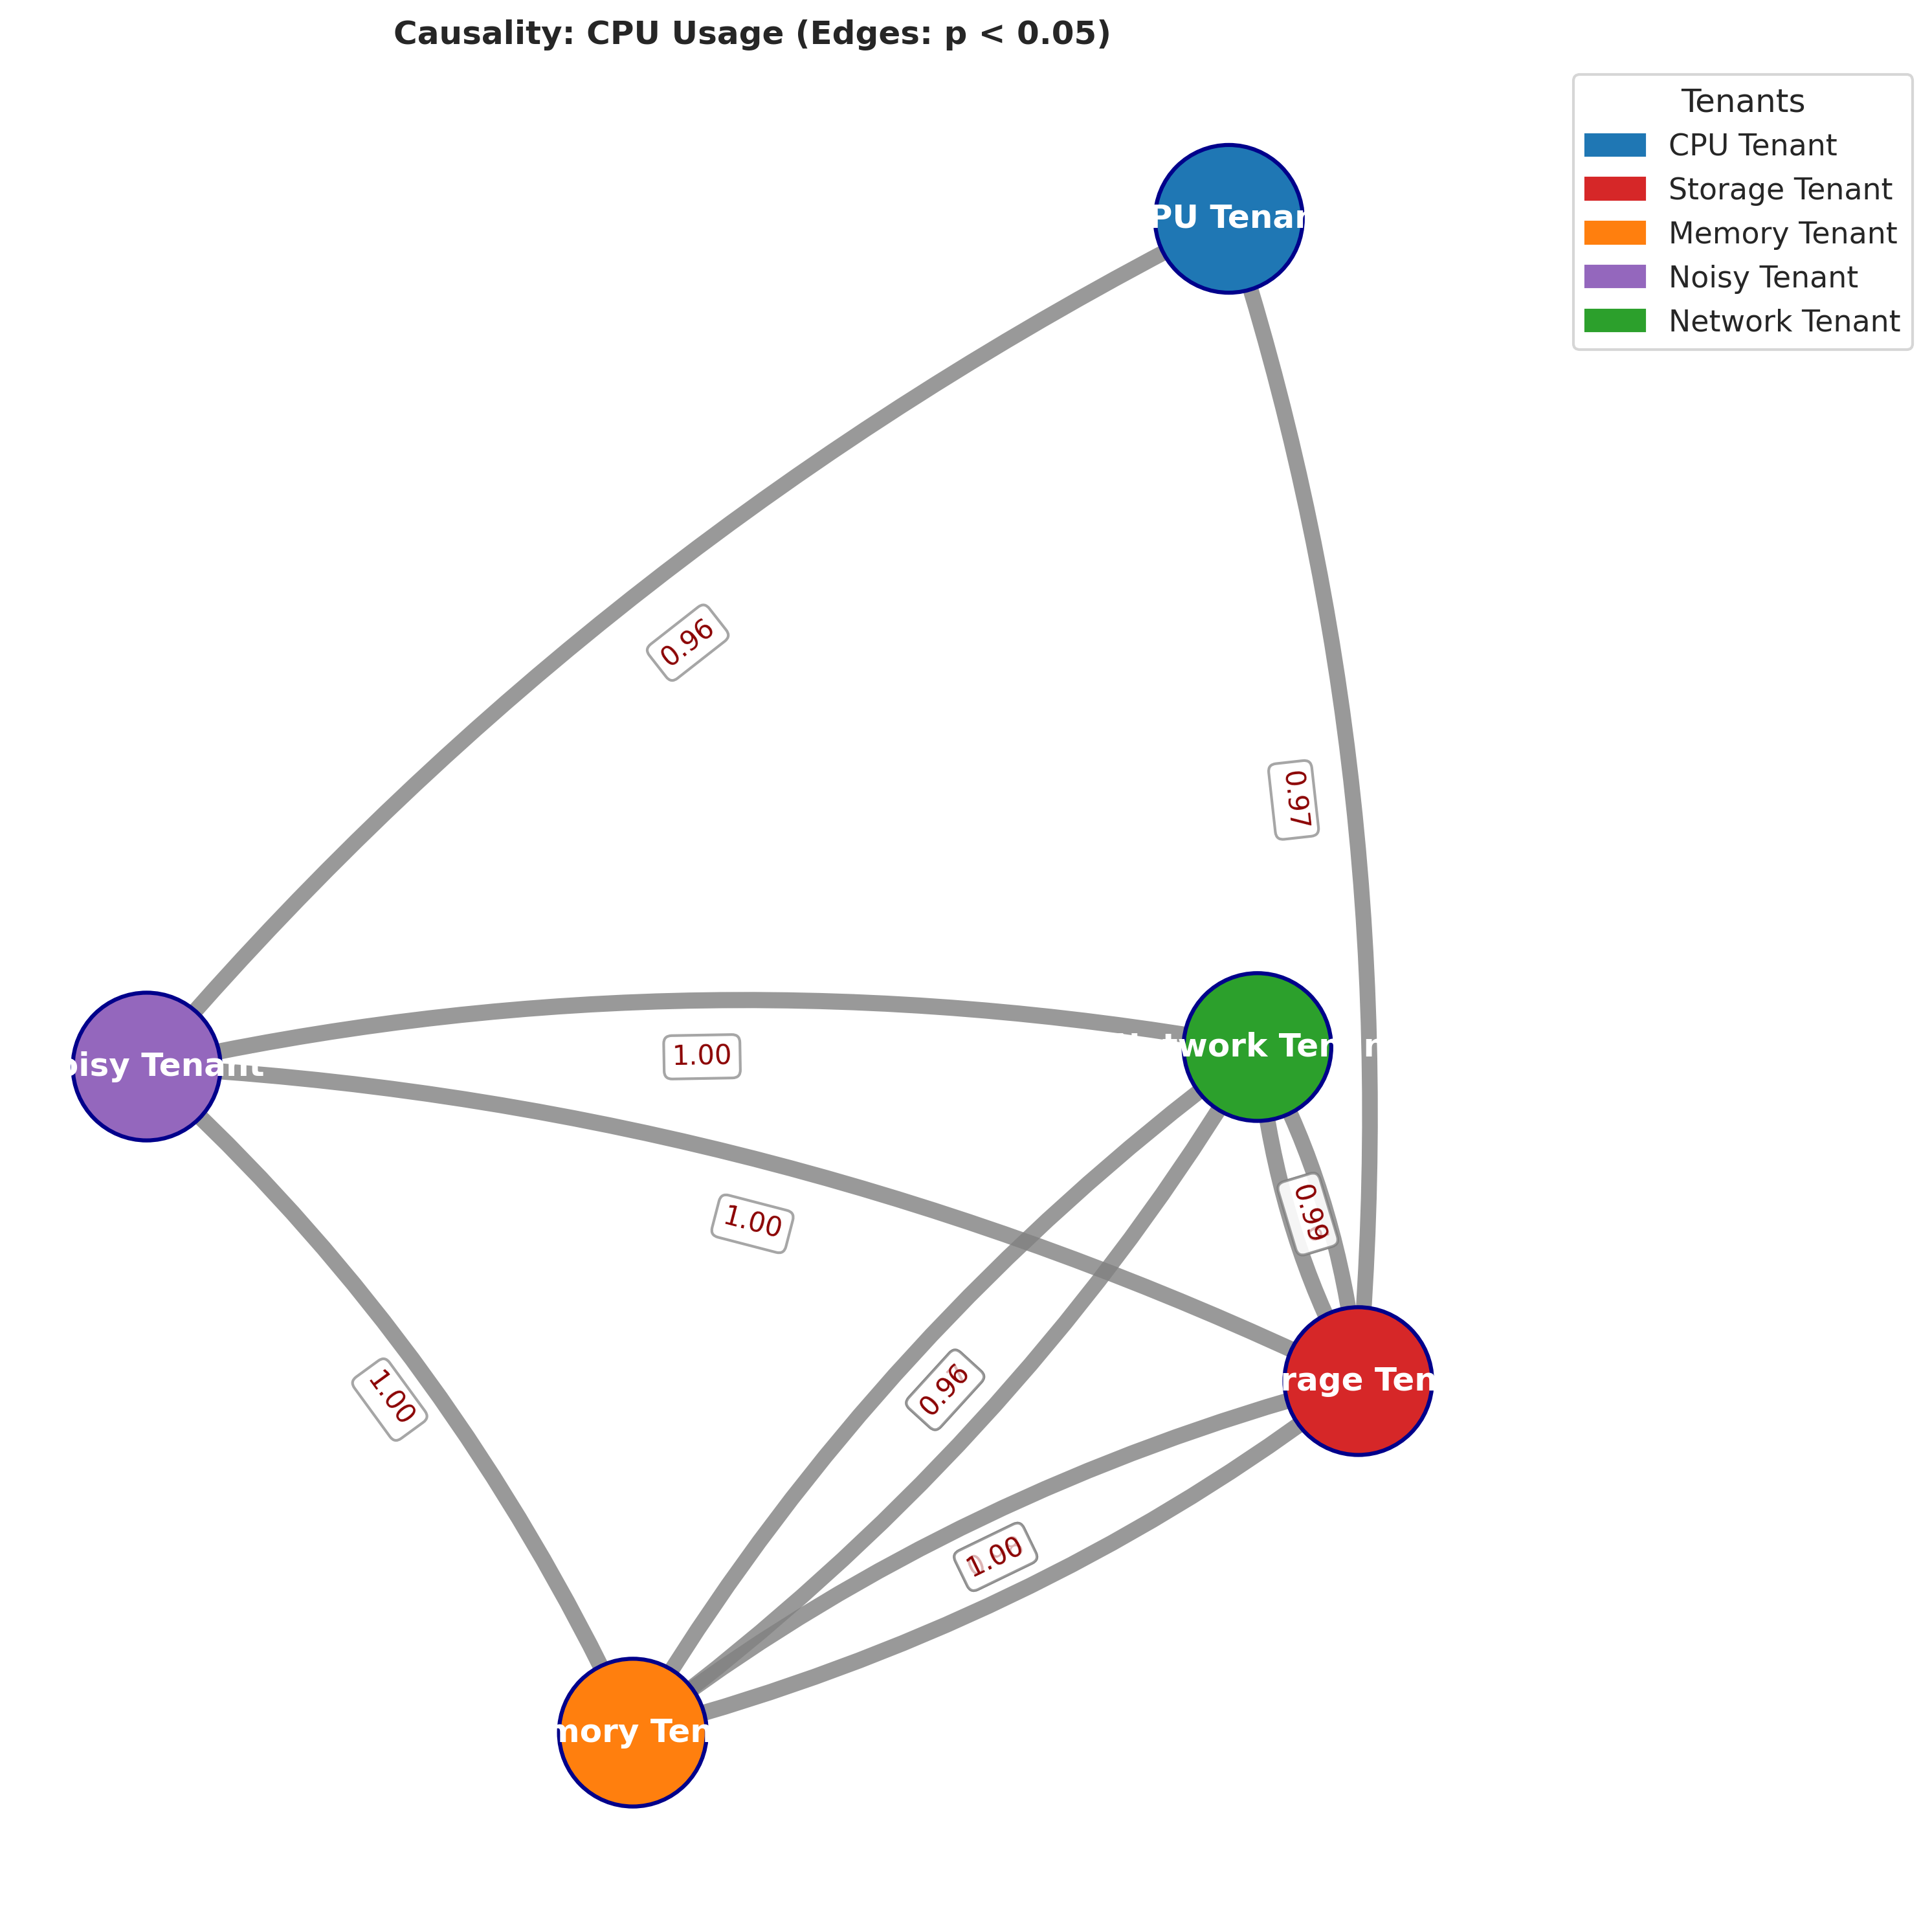 Causality: CPU Usage (Edges: p < 0.05)
Tenants
CPU Tenant
Storage Tenant
Memory Tenant
Noisy Tenant
Network Tenant
PU Tenan
0.96
0.97
oisy Tenant
1.00
work Tenan
1.00
0.99
rage Ten
1.00
0.96
1.00
mory Ten